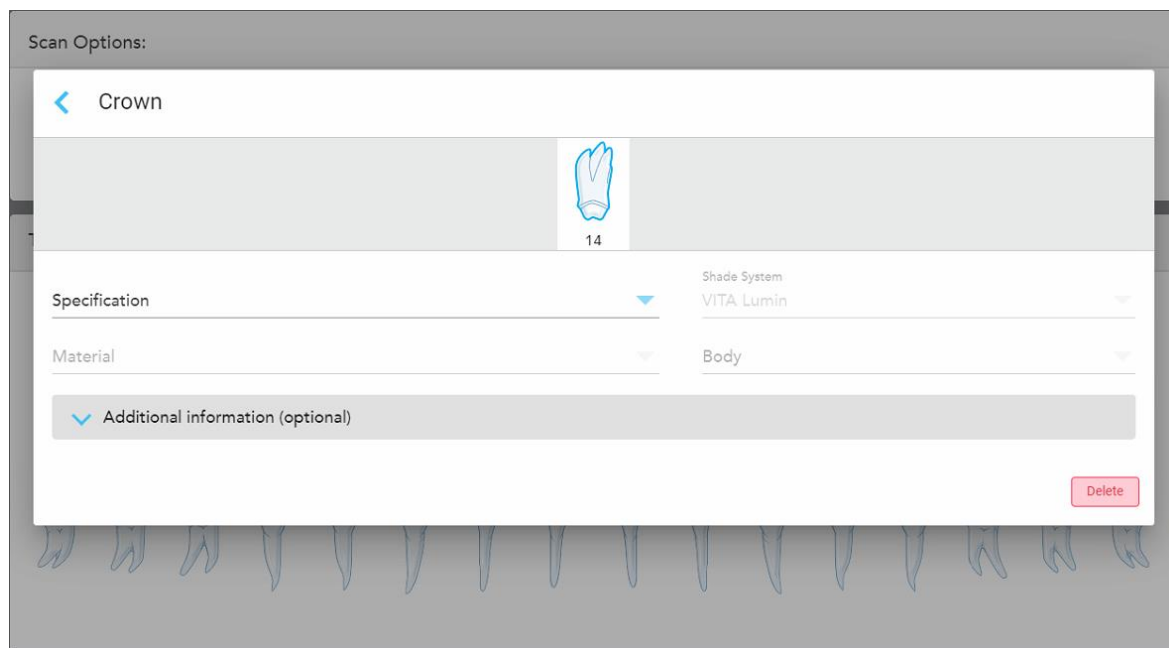 Scan Options:
Crown
14
Shade System
Specification
VITA Lumin
Material
Body
Additional information (optional)
Delete